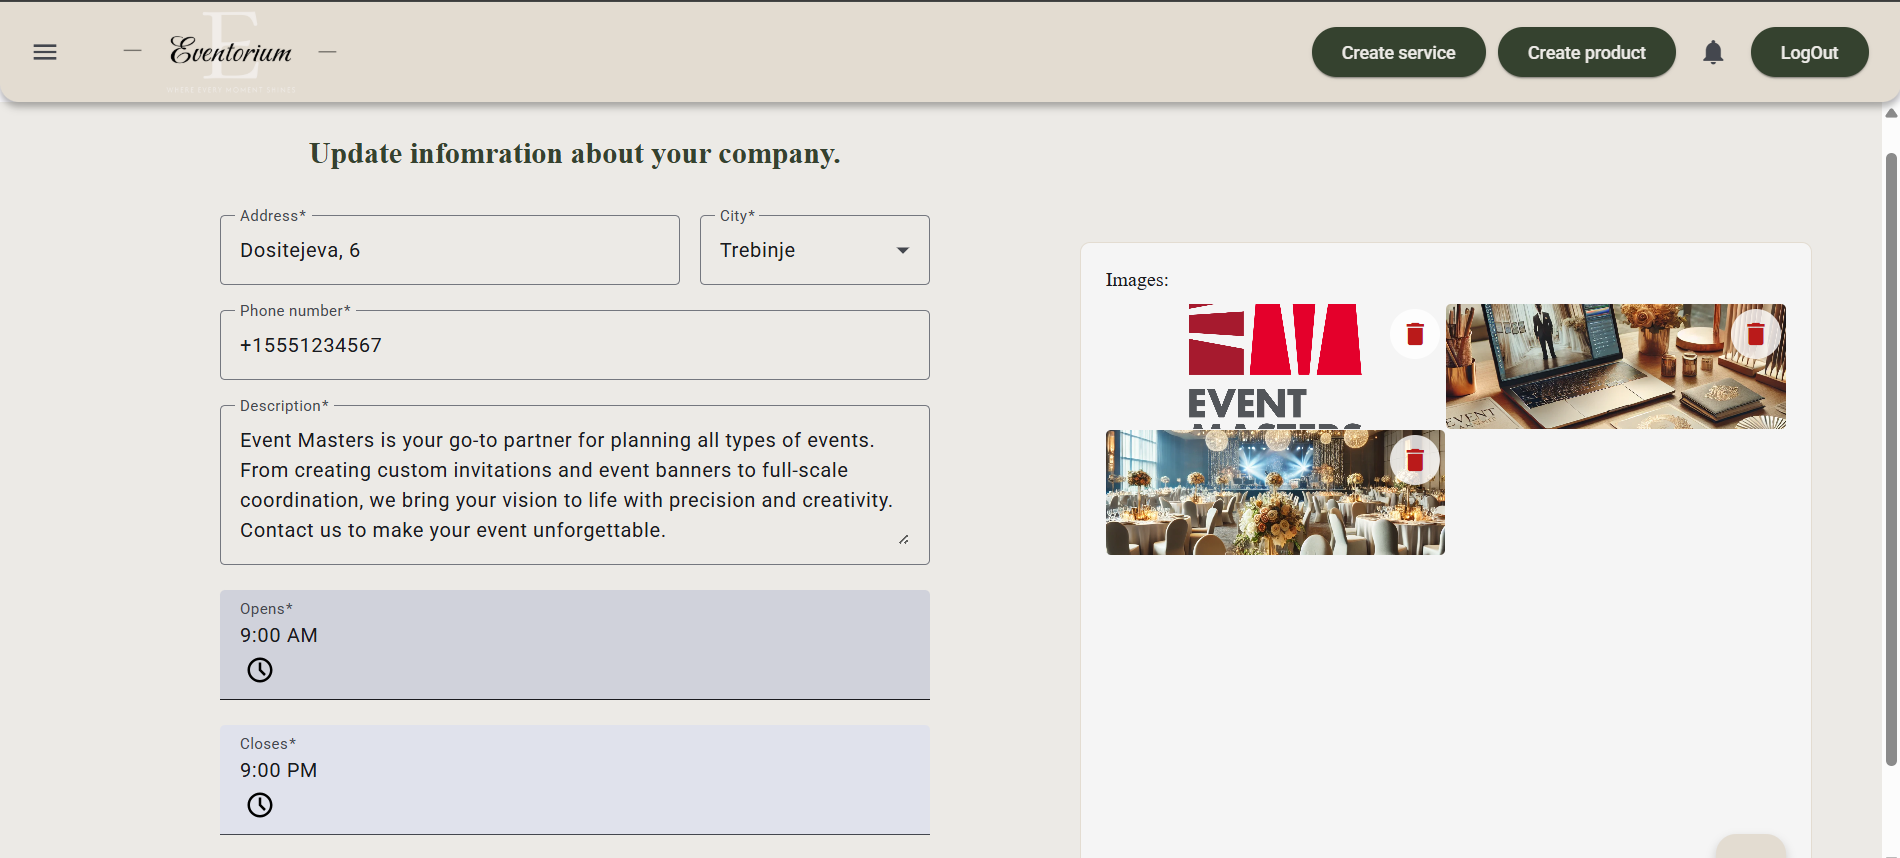 Eventorium
Create service
Create product
LogOut
Update infomration about your company.
Address*
Dositejeva, 6
City*
Trebinje
Phone number*
+15551234567
Description*
Event Masters is your go-to partner for planning all types of events.
From creating custom invitations and event banners to full-scale
coordination, we bring your vision to life with precision and creativity.
Contact us to make your event unforgettable.
Opens*
9:00 AM
Closes*
9:00 PM
Images:
EVENT
MASTERS
EVENT